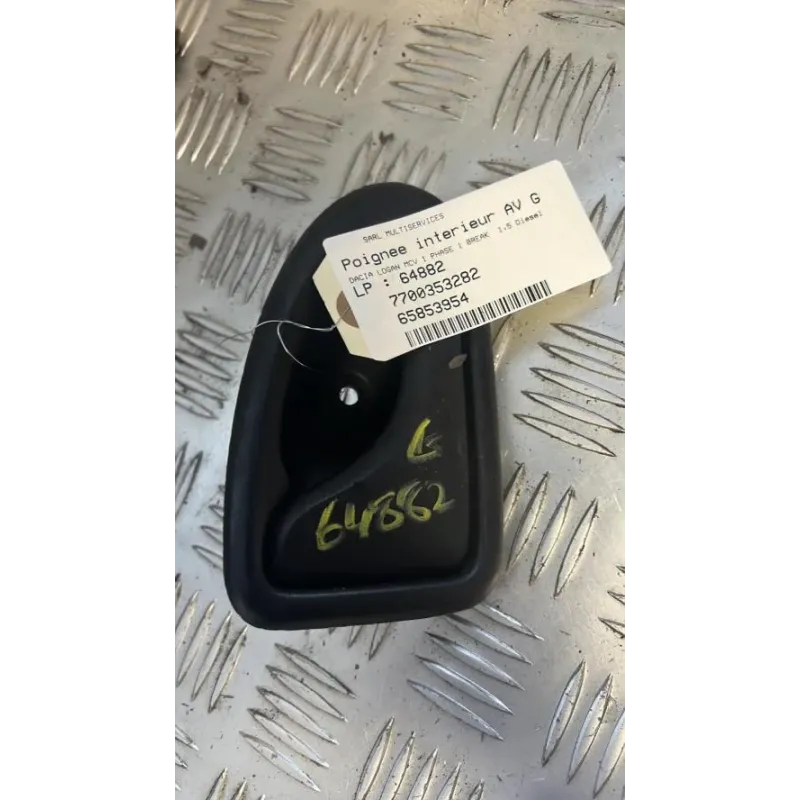 SARL MULTISERVICES
Poignee interieur AV G
DACIA LOGAN MCV 1 PHASE 1 BREAK 1.5 Diesel
LP : 64882
7700353282
65853954
G
64882